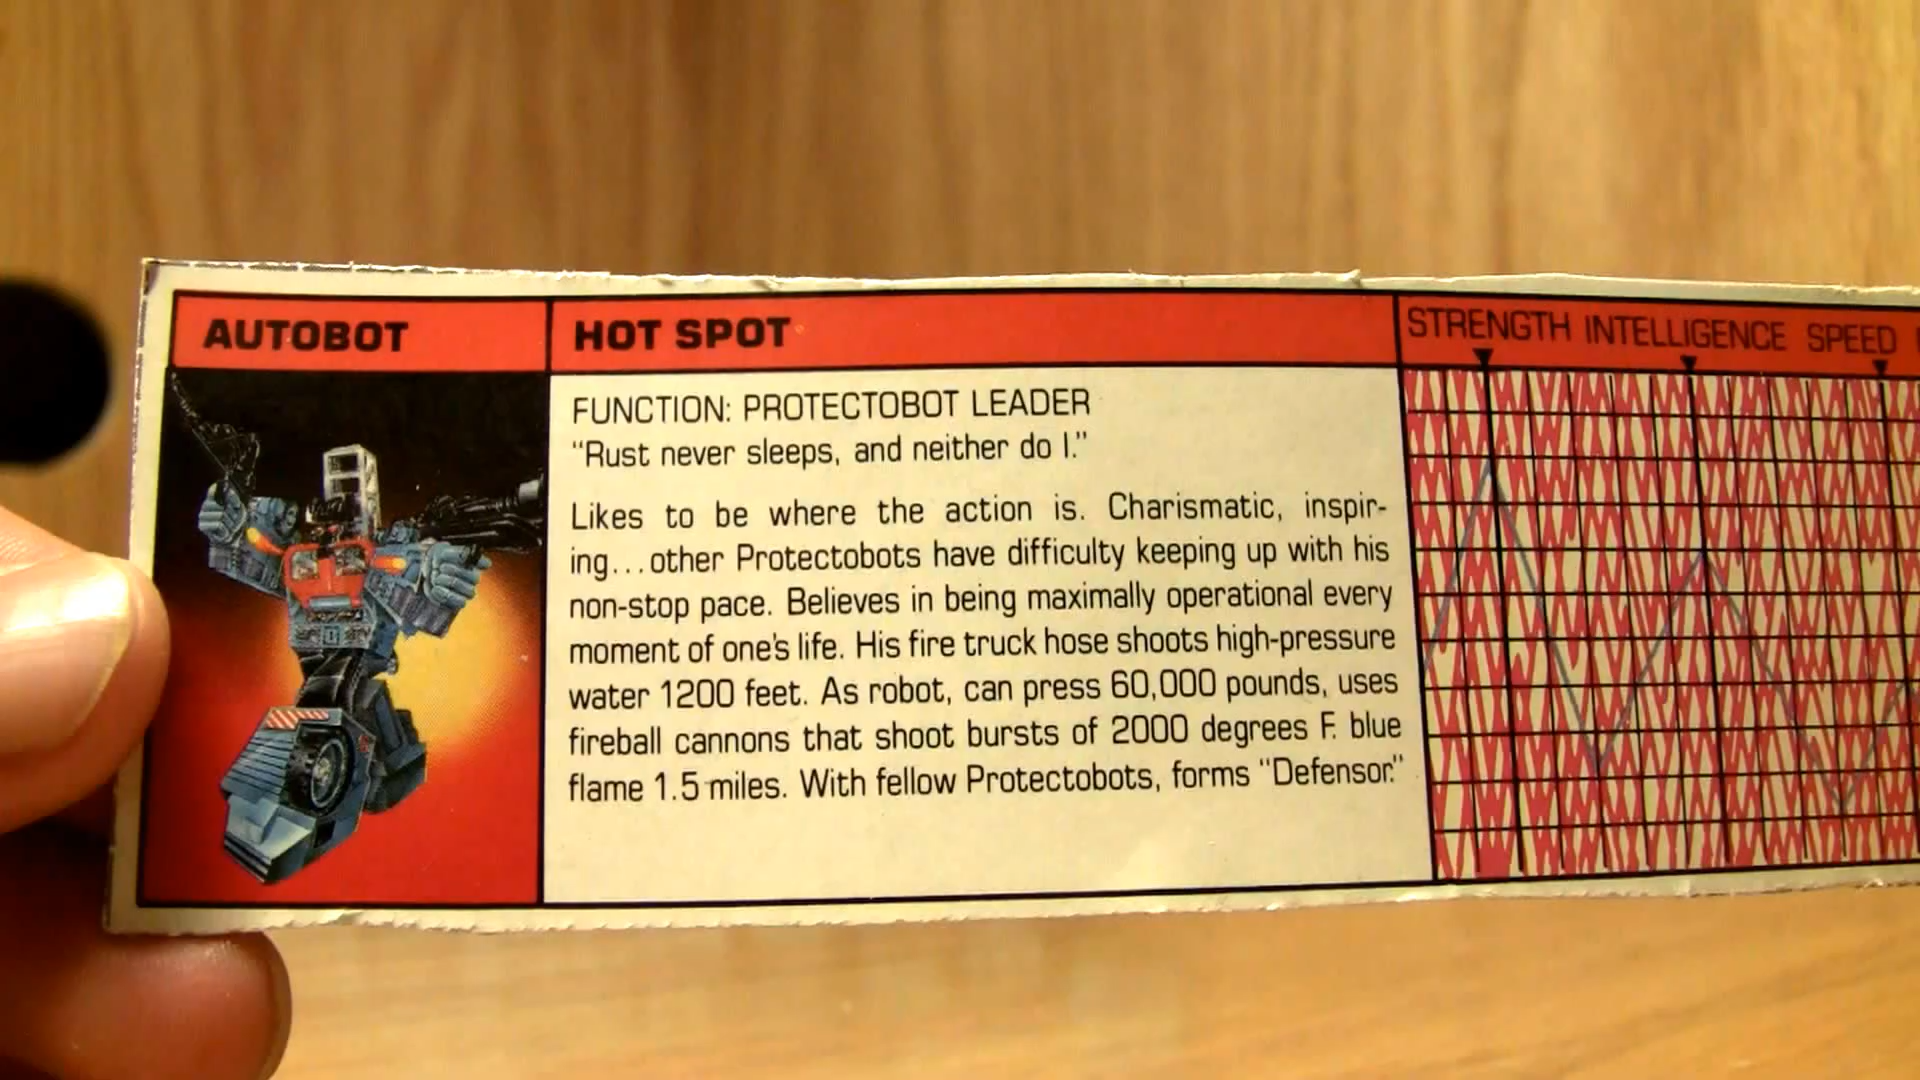 AUTOBOT
HOT SPOT
STRENGTH INTELLIGENCE SPEED
FUNCTION: PROTECTOBOT LEADER
“Rust never sleeps, and neither do I.”
Likes to be where the action is. Charismatic, inspir-
ing...other Protectobots have difficulty keeping up with his
non-stop pace. Believes in being maximally operational every
moment of one's life. His fire truck hose shoots high-pressure
water 1200 feet. As robot, can press 60,000 pounds, uses
fireball cannons that shoot bursts of 2000 degrees F. blue
flame 1.5 miles. With fellow Protectobots, forms “Defensor.”